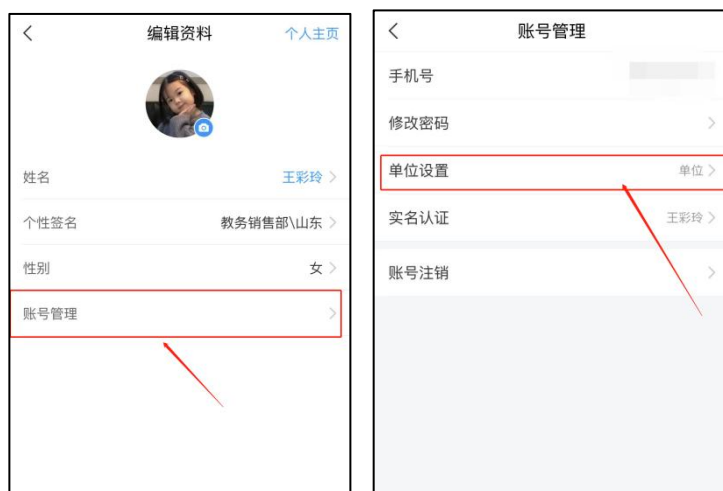 编辑资料 个人主页
姓名 王彩玲
个性签名 教务销售部\山东
性别 女
账号管理
账号管理
手机号
修改密码
单位设置 单位
实名认证 王彩玲
账号注销